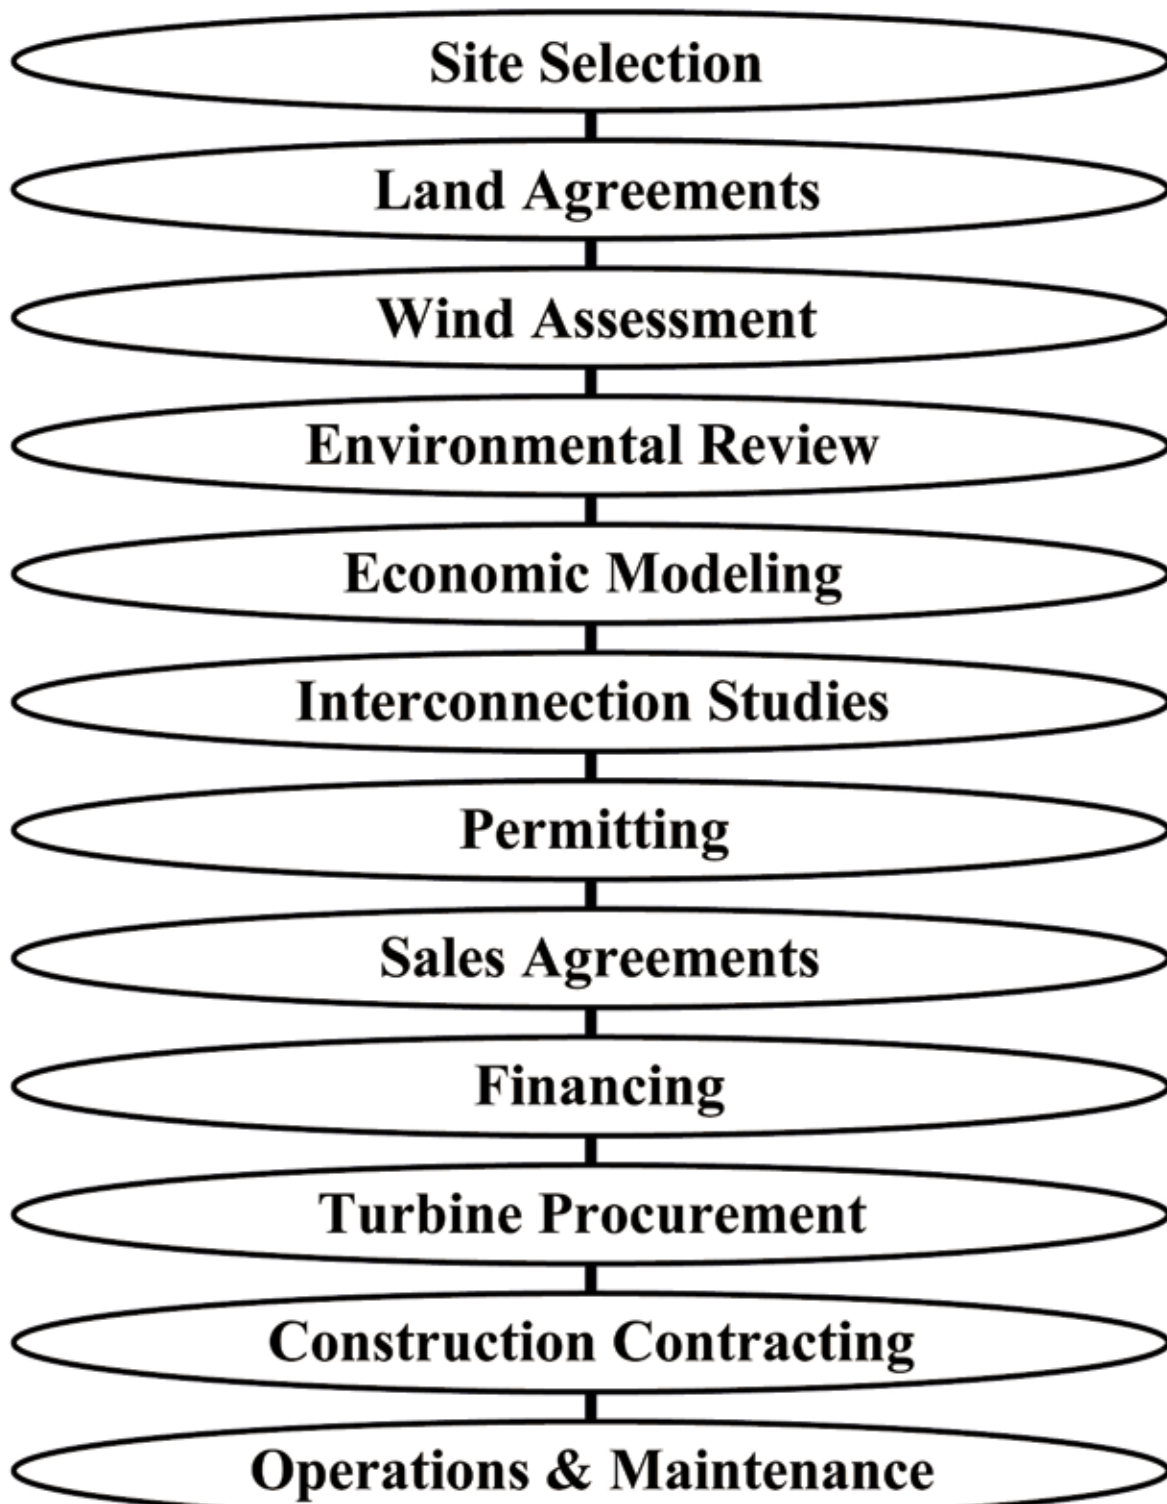 Site Selection
Land Agreements
Wind Assessment
Environmental Review
Economic Modeling
Interconnection Studies
Permitting
Sales Agreements
Financing
Turbine Procurement
Construction Contracting
Operations & Maintenance